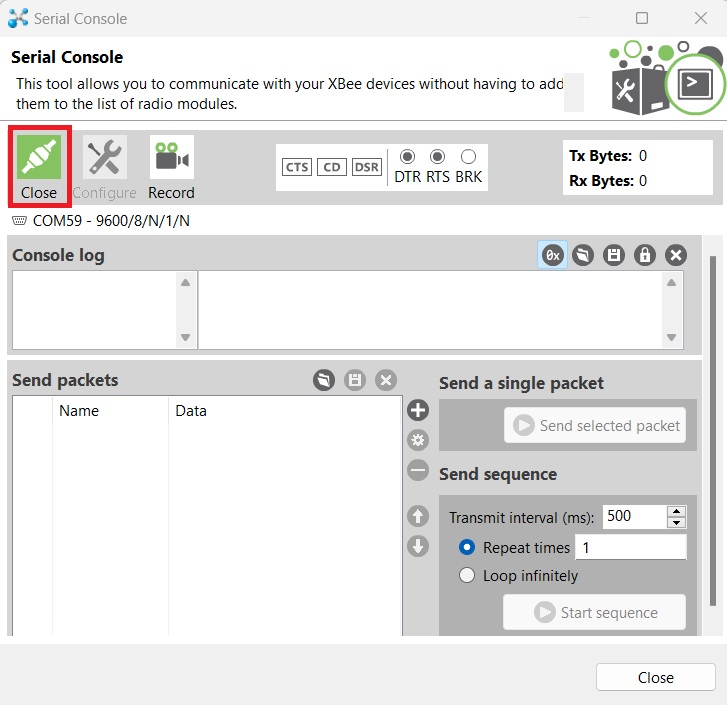 Serial Console
Serial Console
This tool allows you to communicate with your XBee devices without having to add
them to the list of radio modules.
Close
Configure
Record
CTS CD DSR
DTR RTS BRK
Tx Bytes: 0
Rx Bytes: 0
COM59 - 9600/8/N/1/N
Console log
0x
Send packets
Name Data
Send a single packet
Send selected packet
Send sequence
Transmit interval (ms): 500
Repeat times 1
Loop infinitely
Start sequence
Close